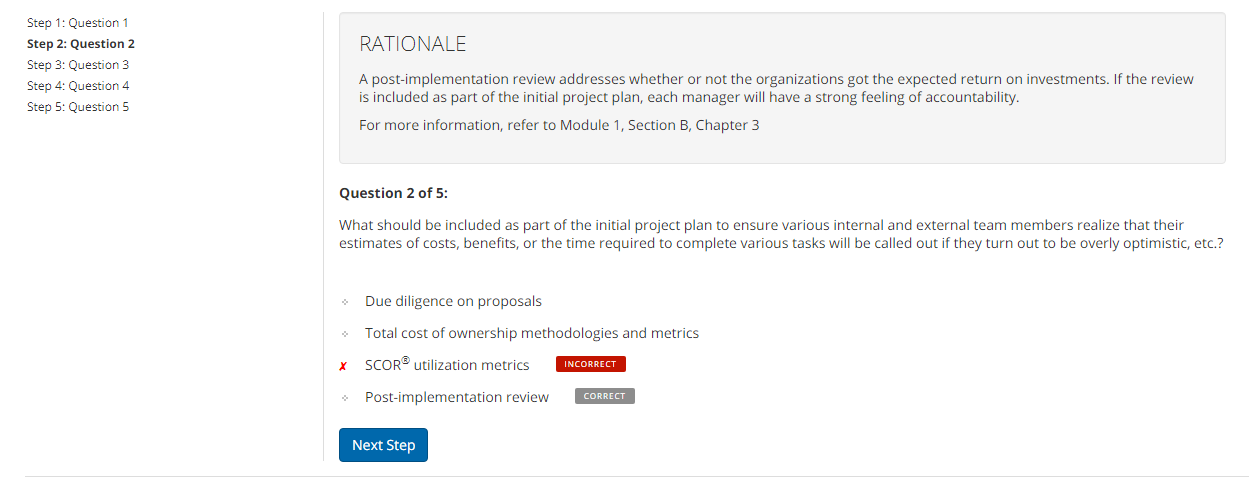 Step 1: Question 1
Step 2: Question 2
Step 3: Question 3
Step 4: Question 4
Step 5: Question 5
RATIONALE
A post-implementation review addresses whether or not the organizations got the expected return on investments. If the review
is included as part of the initial project plan, each manager will have a strong feeling of accountability.
For more information, refer to Module 1, Section B, Chapter 3
Question 2 of 5:
What should be included as part of the initial project plan to ensure various internal and external team members realize that their
estimates of costs, benefits, or the time required to complete various tasks will be called out if they turn out to be overly optimistic, etc.?
Due diligence on proposals
Total cost of ownership methodologies and metrics
✗ SCOR® utilization metrics INCORRECT
Post-implementation review CORRECT
Next Step